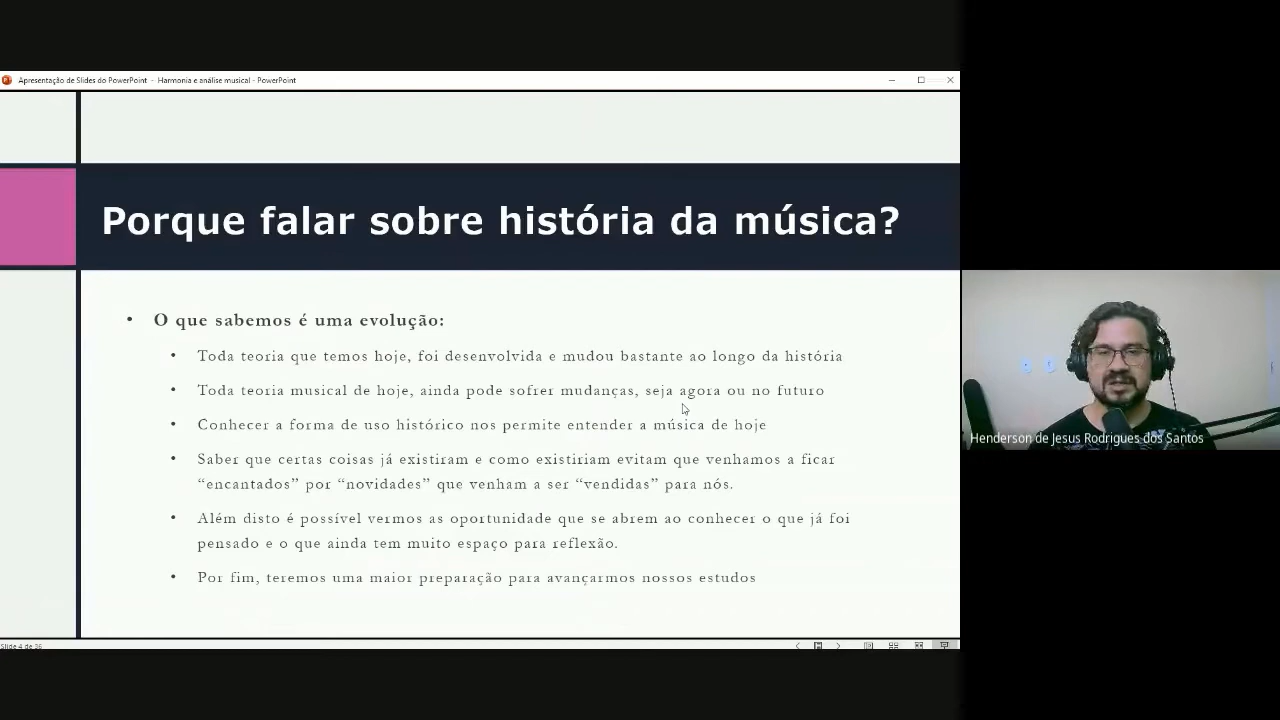 Apresentação de Slides do PowerPoint - Harmonia e análise musical - PowerPoint
Porque falar sobre história da música?
• O que sabemos é uma evolução:
• Toda teoria que temos hoje, foi desenvolvida e mudou bastante ao longo da história
• Toda teoria musical de hoje, ainda pode sofrer mudanças, seja agora ou no futuro
• Conhecer a forma de uso histórico nos permite entender a música de hoje
• Saber que certas coisas já existiram e como existiriam evitam que venhamos a ficar
“encantados” por “novidades” que venham a ser “vendidas” para nós.
• Além disto é possível vermos as oportunidade que se abrem ao conhecer o que já foi
pensado e o que ainda tem muito espaço para reflexão.
• Por fim, teremos uma maior preparação para avançarmos nossos estudos
Slide 4 de 36
Henderson de Jesus Rodrigues dos Santos